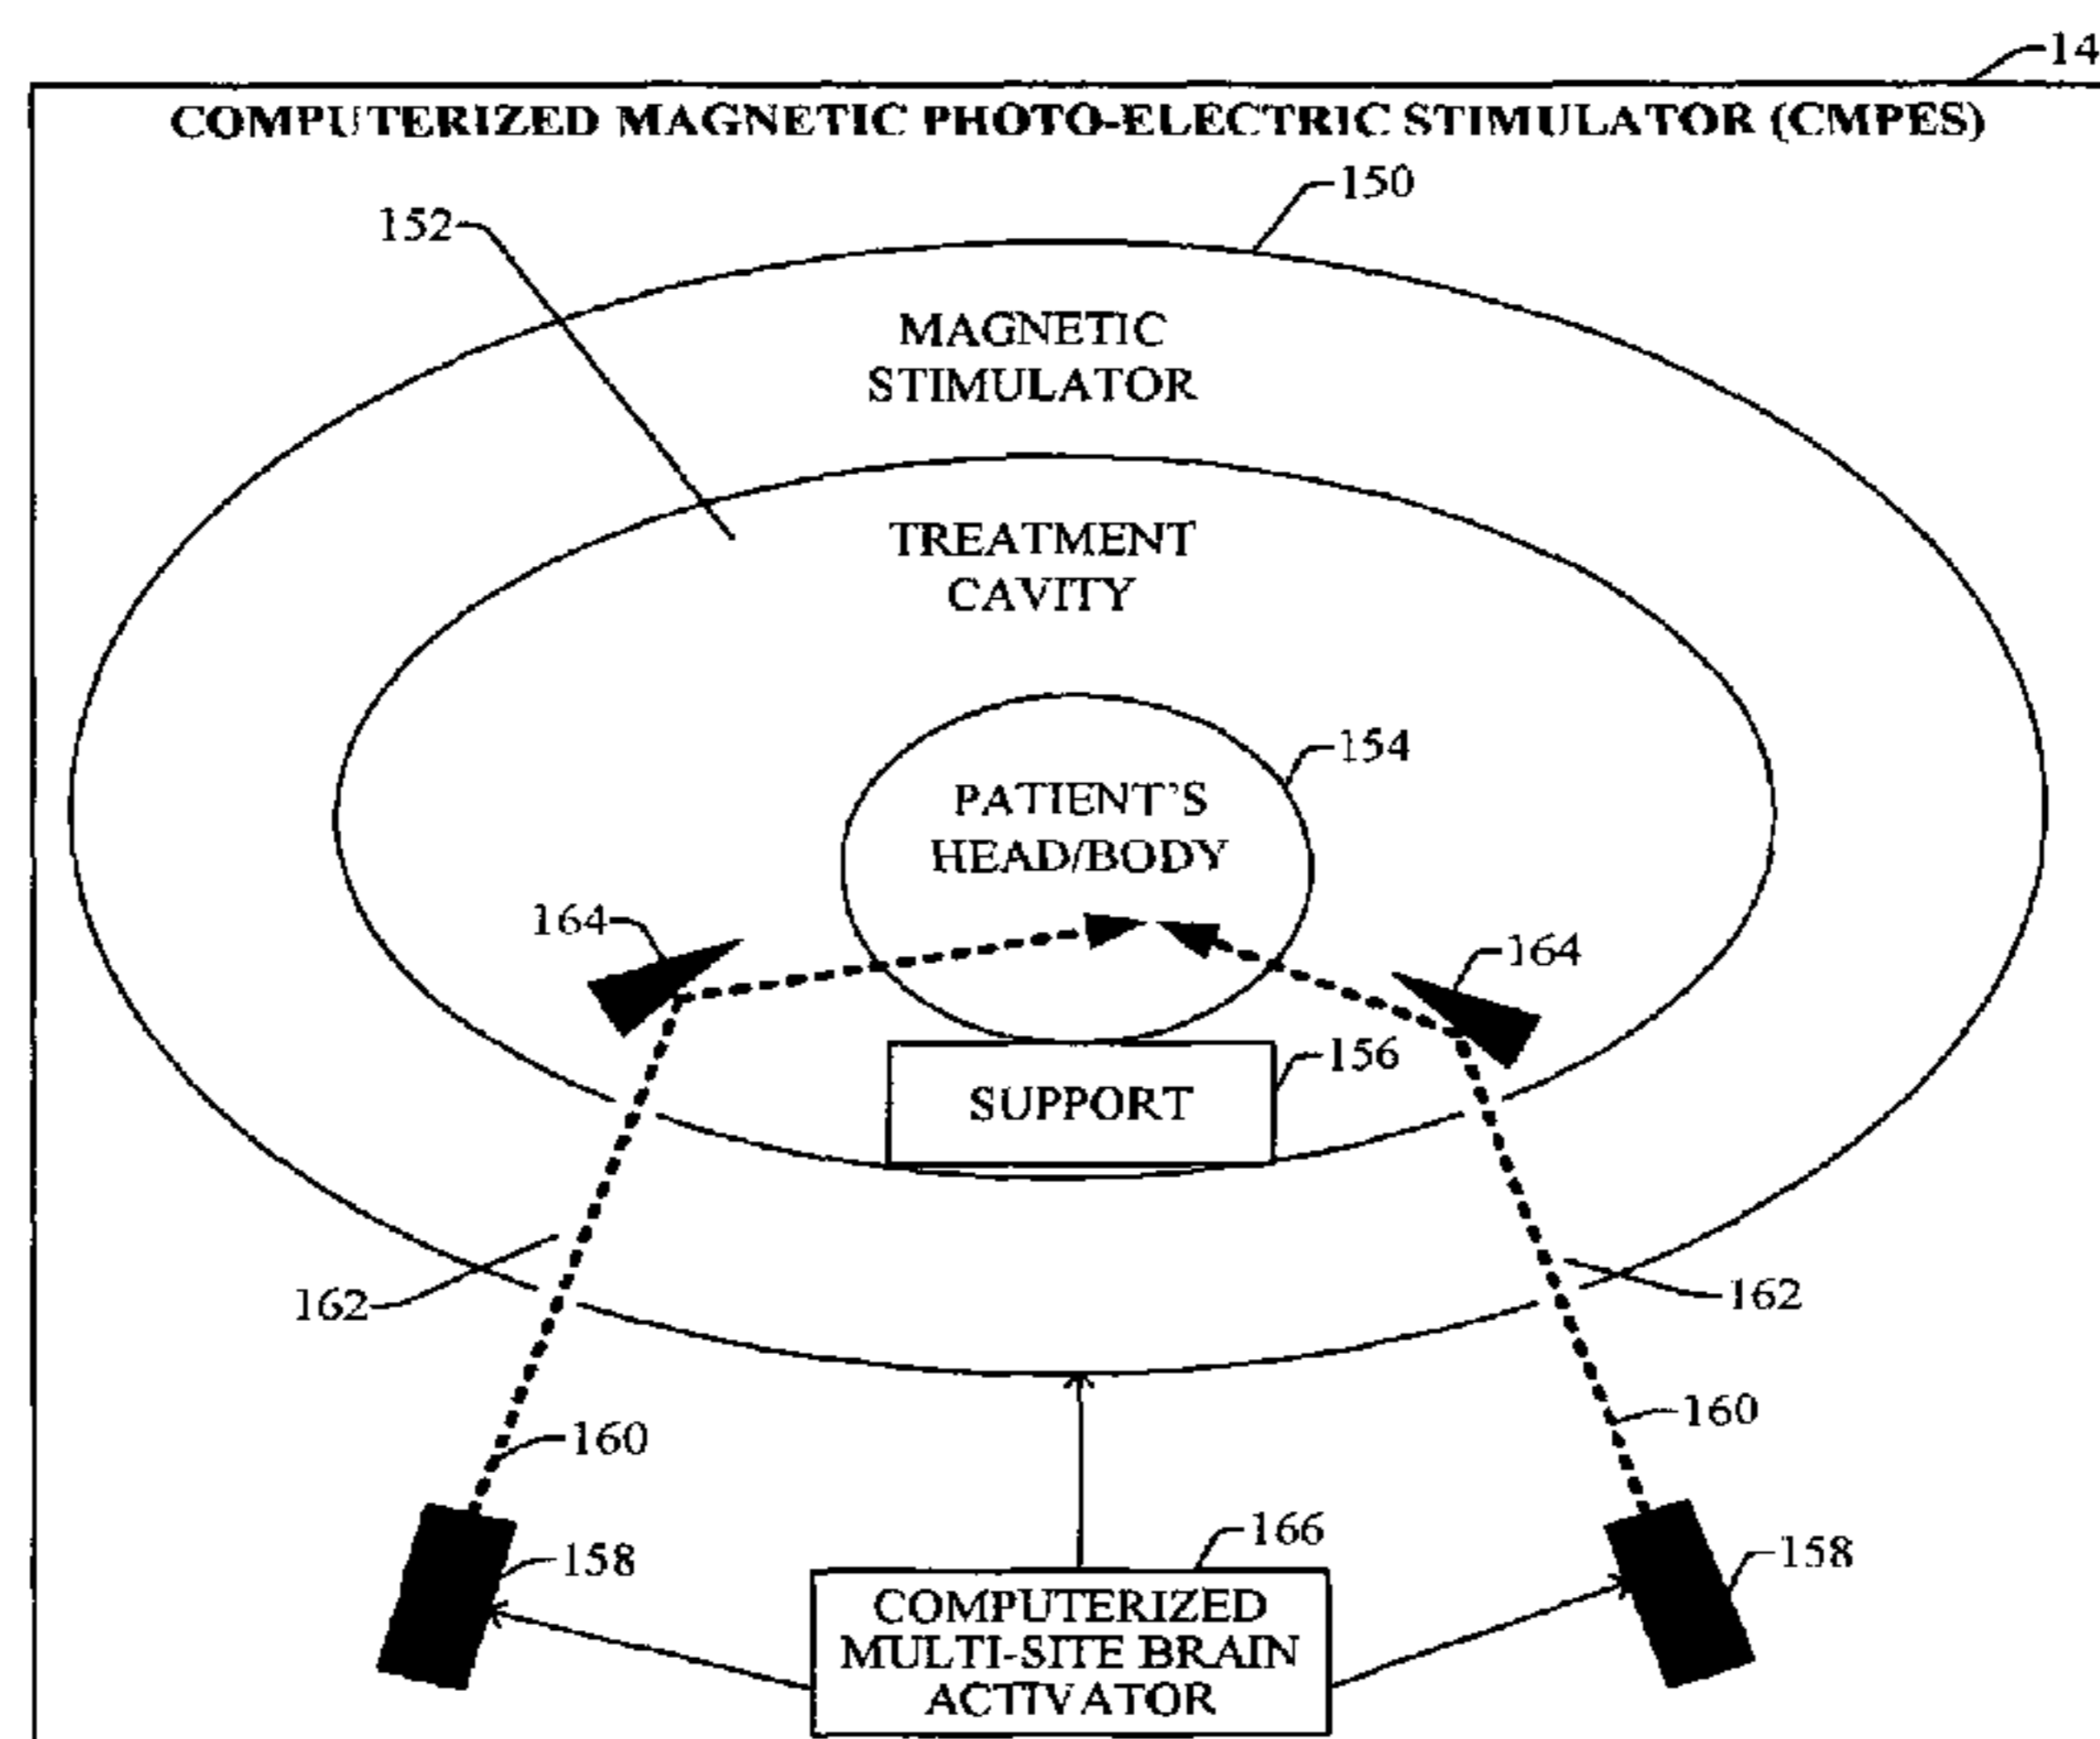 14
COMPUTERIZED MAGNETIC PHOTO-ELECTRIC STIMULATOR (CMPES)
150
152
MAGNETIC
STIMULATOR
TREATMENT
CAVITY
154
PATIENT'S
HEAD/BODY
164
164
156
SUPPORT
162
162
160
160
166
158
158
COMPUTERIZED
MULTI-SITE BRAIN
ACTIVATOR